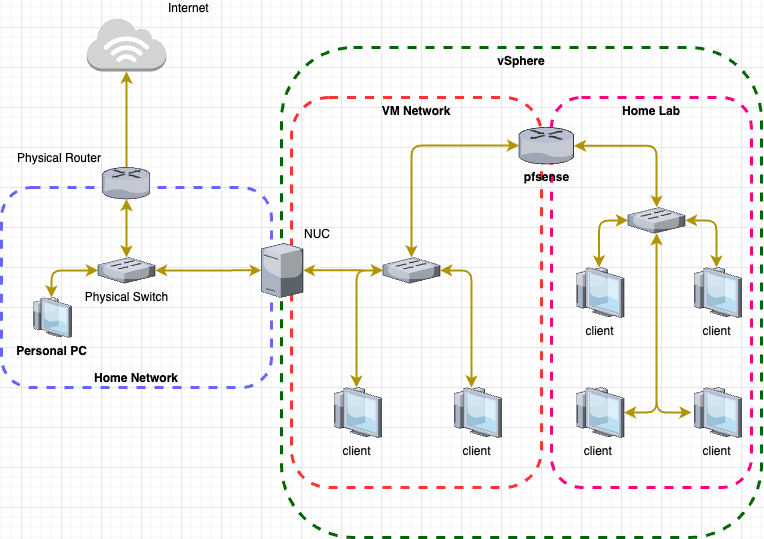 Internet
vSphere
VM Network
Home Lab
Physical Router
pfsense
NUC
Physical Switch
client
client
Personal PC
Home Network
client
client
client
client